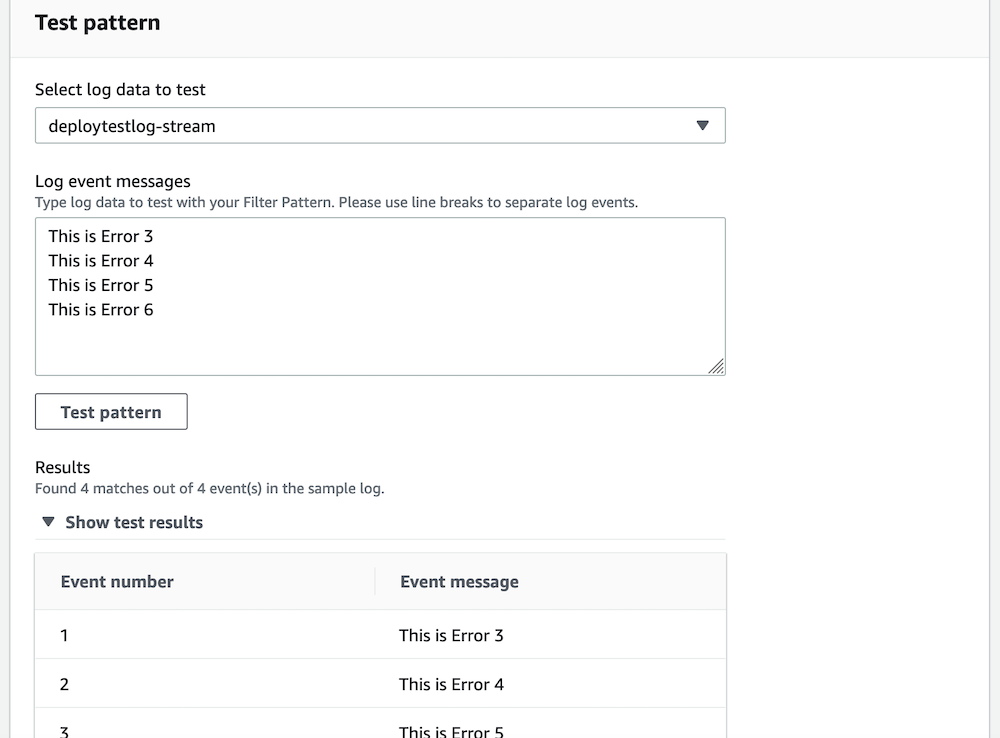 Test pattern
Select log data to test
deploytestlog-stream
Log event messages
Type log data to test with your Filter Pattern. Please use line breaks to separate log events.
This is Error 3
This is Error 4
This is Error 5
This is Error 6
Test pattern
Results
Found 4 matches out of 4 event(s) in the sample log.
Show test results
Event number Event message
1 This is Error 3
2 This is Error 4
3 This is Error 5